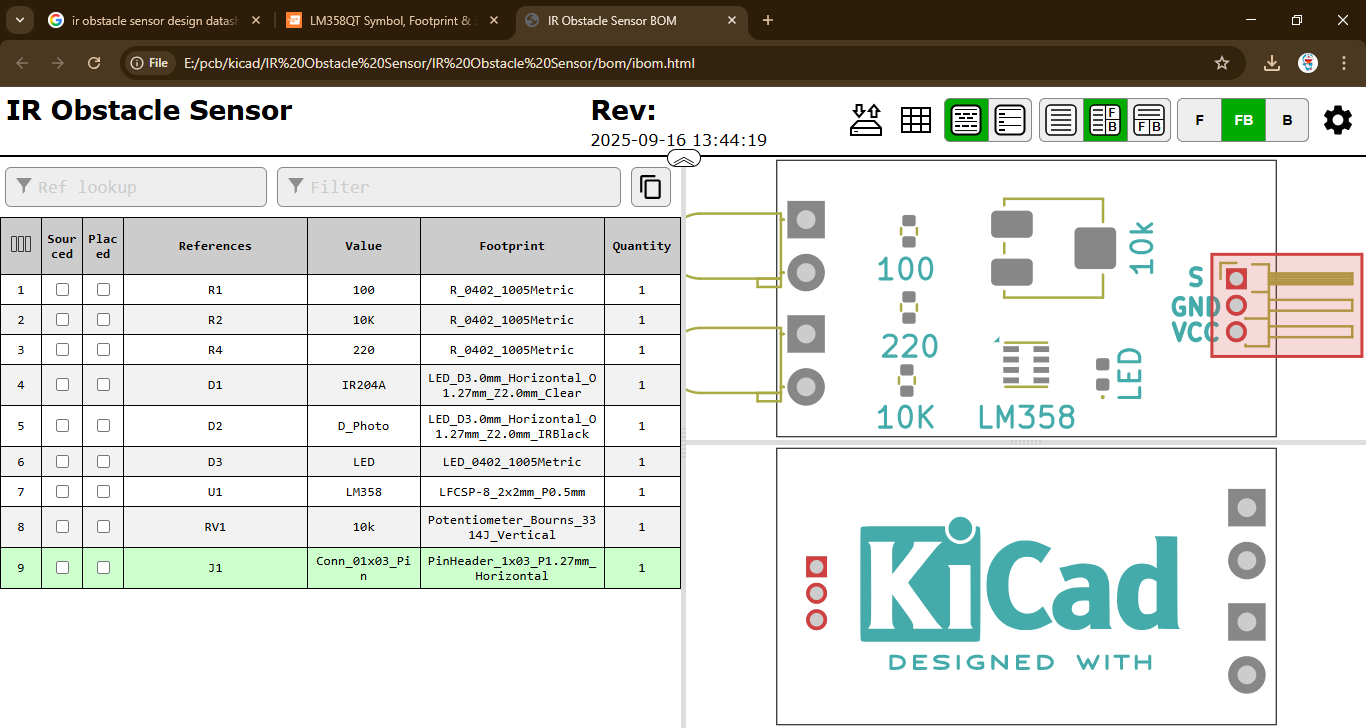 ir obstacle sensor design datash
LM358QT Symbol, Footprint & 3
IR Obstacle Sensor BOM
File
E:/pcb/kicad/IR%20Obstacle%20Sensor/IR%20Obstacle%20Sensor/bom/ibom.html
IR Obstacle Sensor
Rev:
2025-09-16 13:44:19
F
B
F B
F
FB
B
Ref lookup
Filter
Sourced Placed References Value Footprint Quantity
1 R1 100 R_0402_1005Metric 1
2 R2 10K R_0402_1005Metric 1
3 R4 220 R_0402_1005Metric 1
4 D1 IR204A LED_D3.0mm_Horizontal_O1.27mm_Z2.0mm_Clear 1
5 D2 D_Photo LED_D3.0mm_Horizontal_O1.27mm_Z2.0mm_IRBlack 1
6 D3 LED LED_0402_1005Metric 1
7 U1 LM358 LFCSP-8_2x2mm_P0.5mm 1
8 RV1 10k Potentiometer_Bourns_3314J_Vertical 1
9 J1 Conn_01x03_Pin PinHeader_1x03_P1.27mm_Horizontal 1
100
10k
S
GND
VCC
220
LED
10K
LM358
KiCad
DESIGNED WITH